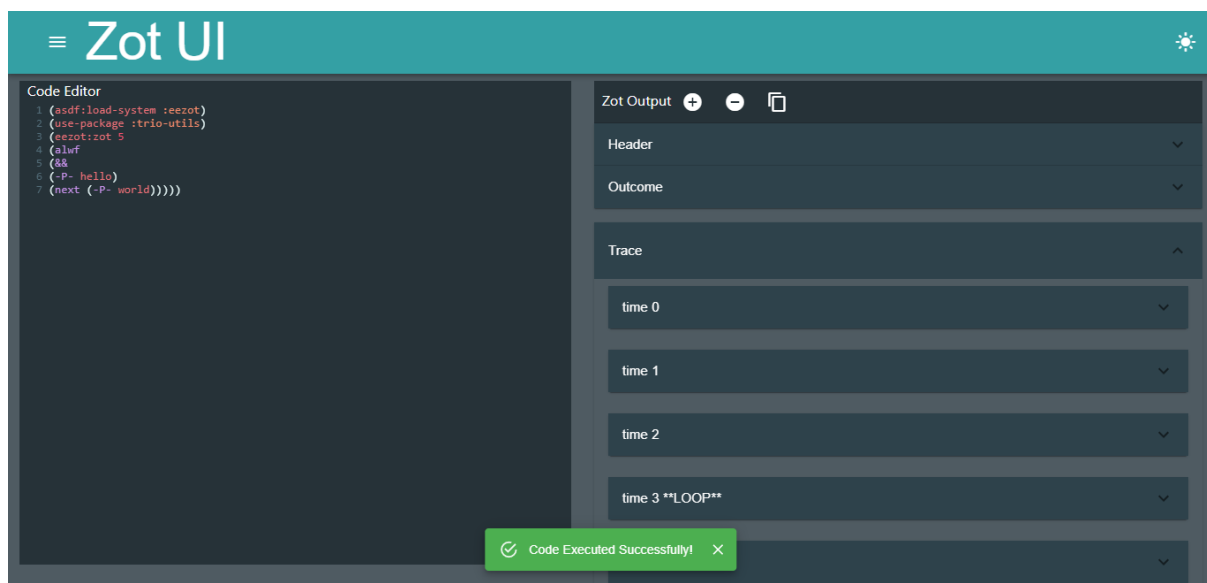 Zot UI
Code Editor
1 (asdf:load-system :eezot)
2 (use-package :trio-utils)
3 (eezot:zot 5
4 (alwf
5 (&&
6 (-P- hello)
7 (next (-P- world)))))
Zot Output
Header
Outcome
Trace
time 0
time 1
time 2
time 3 **LOOP**
Code Executed Successfully!